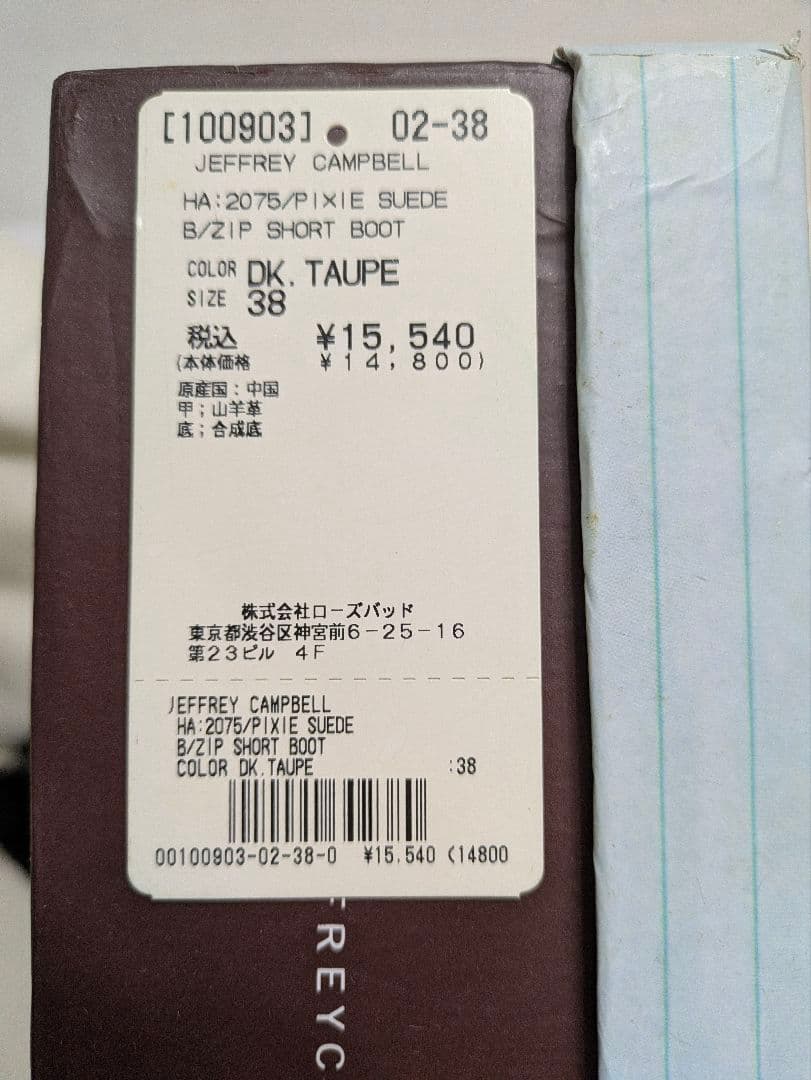 [100903] 02-38
JEFFREY CAMPBELL
HA:2075/PIXIE SUEDE
B/ZIP SHORT BOOT
COLOR DK.TAUPE
SIZE 38
税込 ¥15,540
(本体価格 ¥14,800)
原産国:中国
甲;山羊革
底;合成底
株式会社ローズバッド
東京都渋谷区神宮前6-25-16
第23ビル 4F
JEFFREY CAMPBELL
HA:2075/PIXIE SUEDE
B/ZIP SHORT BOOT
COLOR DK.TAUPE :38
00100903-02-38-0 ¥15,540 (14800
FREYC